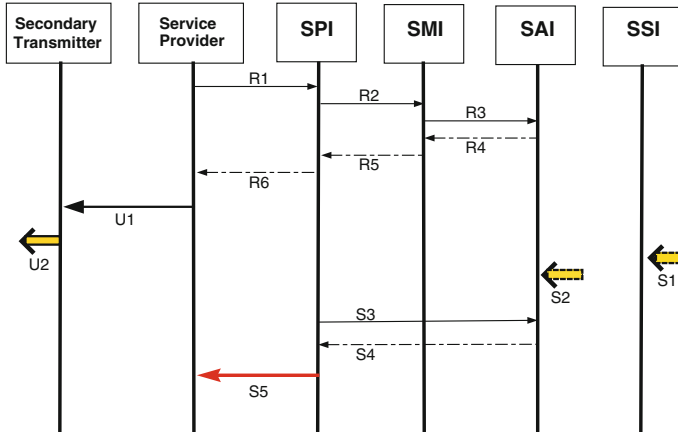 Secondary
Transmitter
Service
Provider
SPI
SMI
SAI
SSI
R1
R2
R3
R4
R5
R6
U1
U2
S1
S2
S3
S4
S5